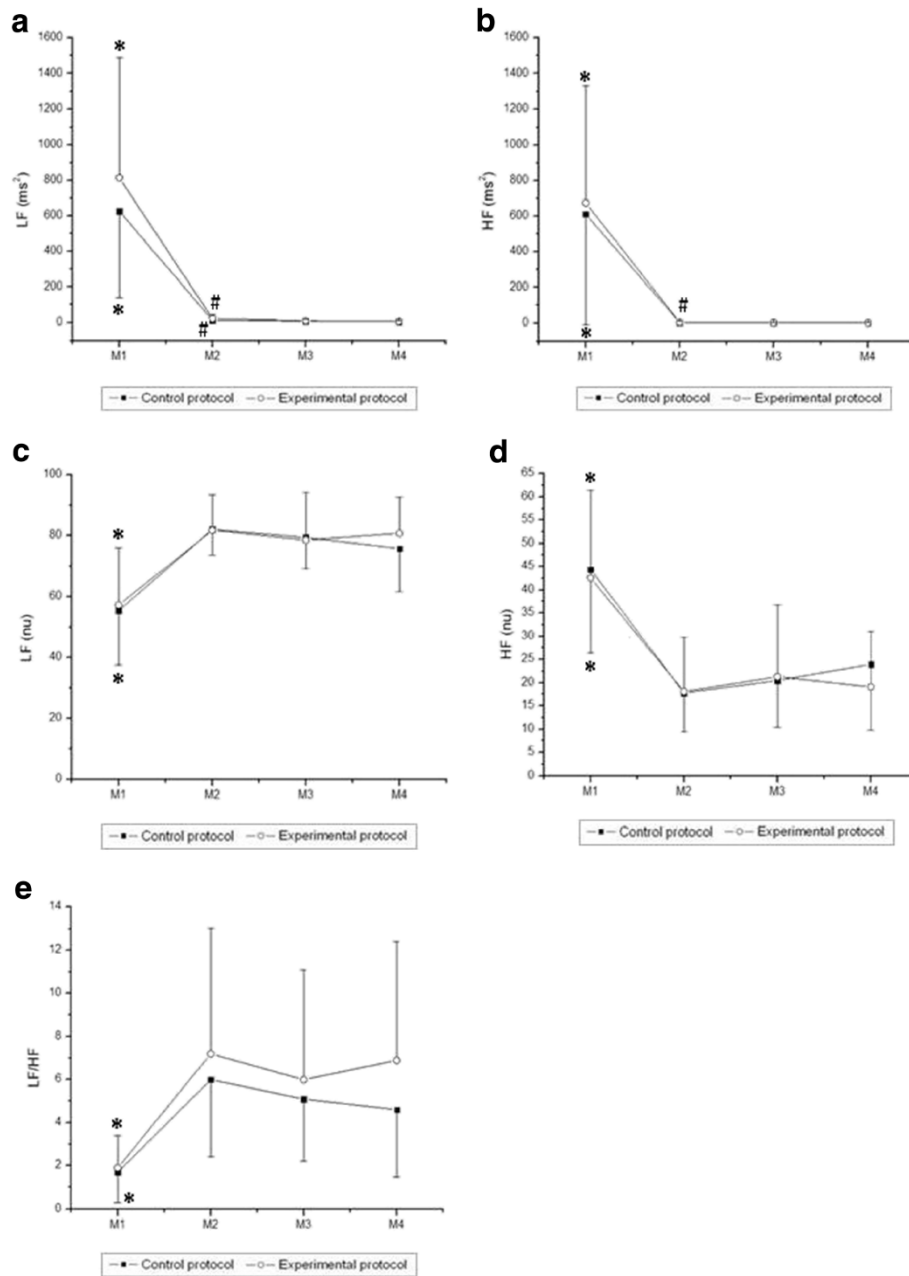 a
1600
1400
1200
1000
800
600
400
200
0
LF (ms²)
*
*
#
#
M1 M2 M3 M4
Control protocol Experimental protocol
b
1600
1400
1200
1000
800
600
400
200
0
HF (ms²)
*
*
#
M1 M2 M3 M4
Control protocol Experimental protocol
c
100
80
60
40
20
0
LF (nu)
*
*
M1 M2 M3 M4
Control protocol Experimental protocol
d
65
60
55
50
45
40
35
30
25
20
15
10
5
0
HF (nu)
*
*
M1 M2 M3 M4
Control protocol Experimental protocol
e
14
12
10
8
6
4
2
0
LF/HF
*
*
M1 M2 M3 M4
Control protocol Experimental protocol